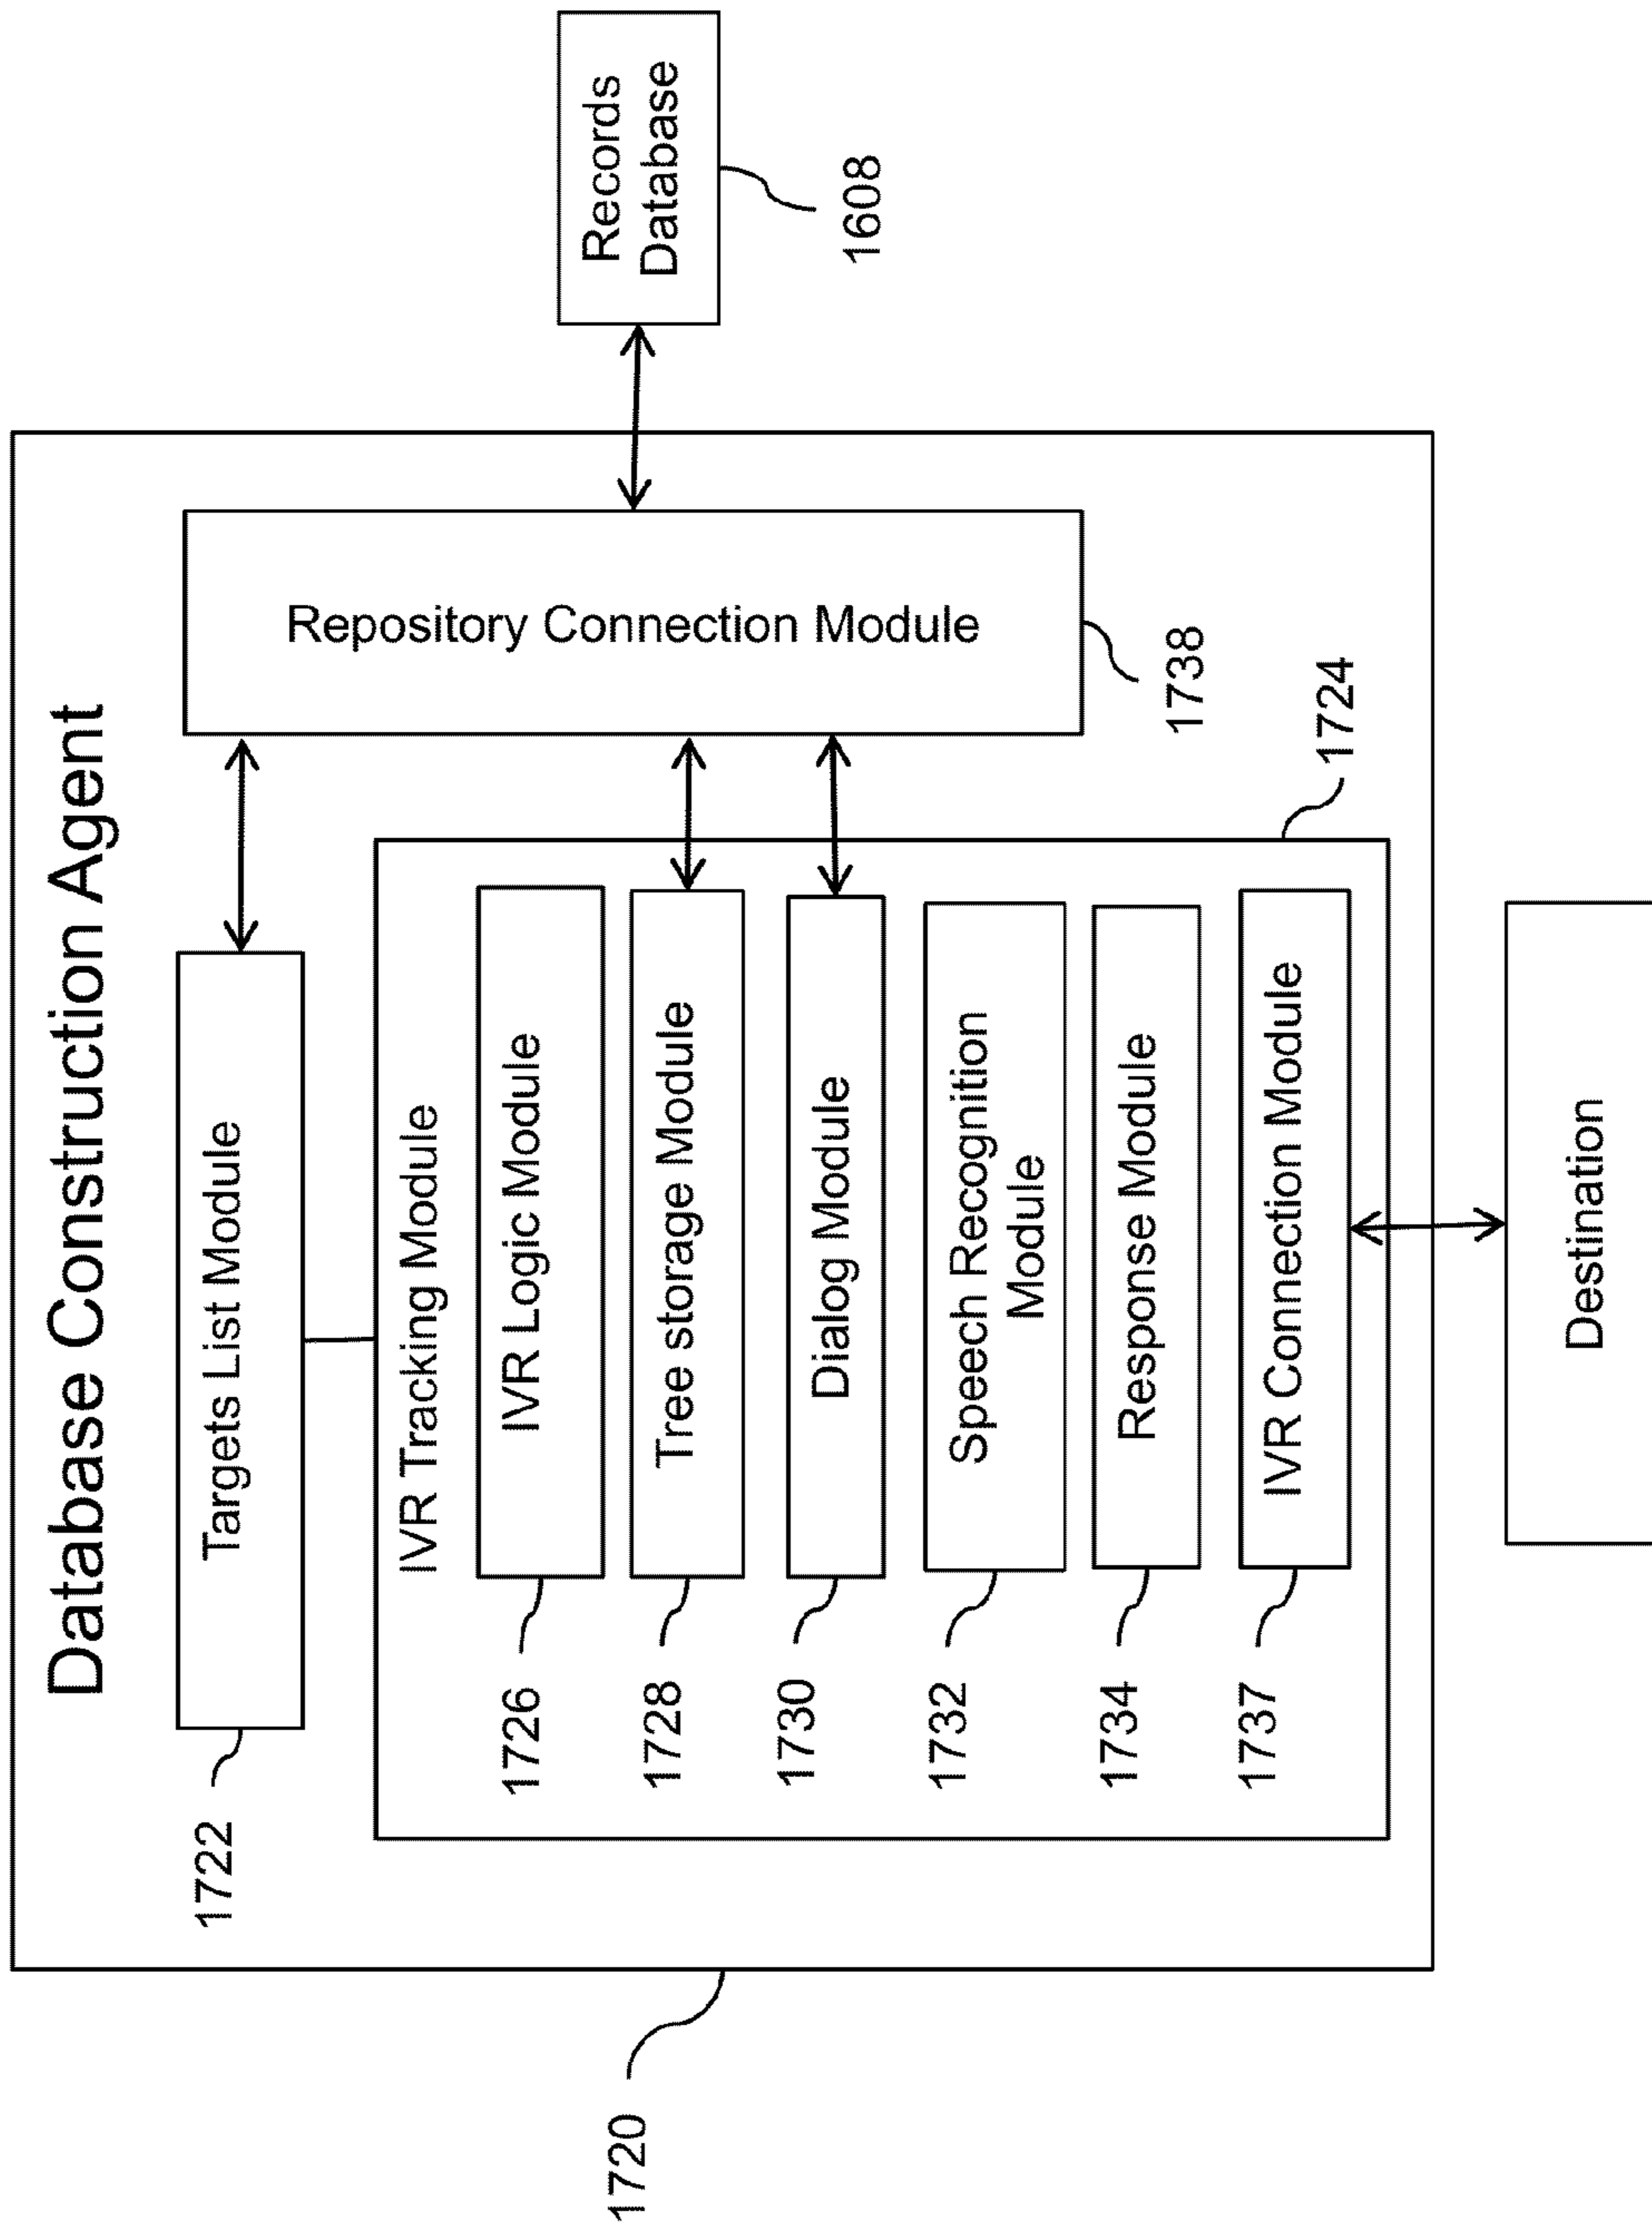 Database Construction Agent
1722
Targets List Module
IVR Tracking Module
1726
IVR Logic Module
1728
Tree storage Module
1730
Dialog Module
1732
Speech Recognition
Module
1734
Response Module
1737
IVR Connection Module
1724
Repository Connection Module
1738
Records
Database
1608
1720
Destination